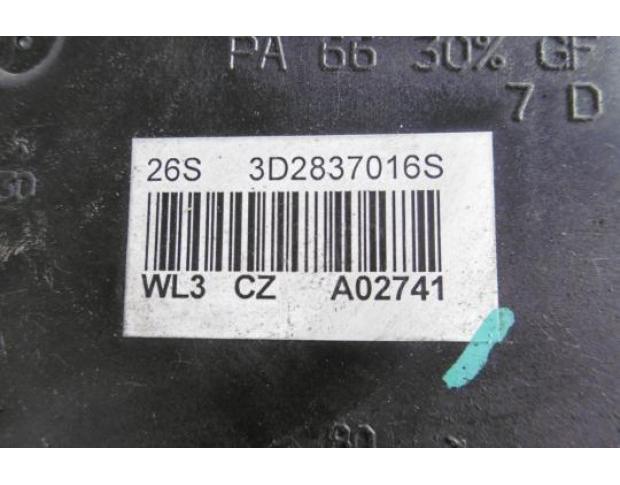 PA 66 30% GF
7 D
26S 3D2837016S
WL3 CZ A02741